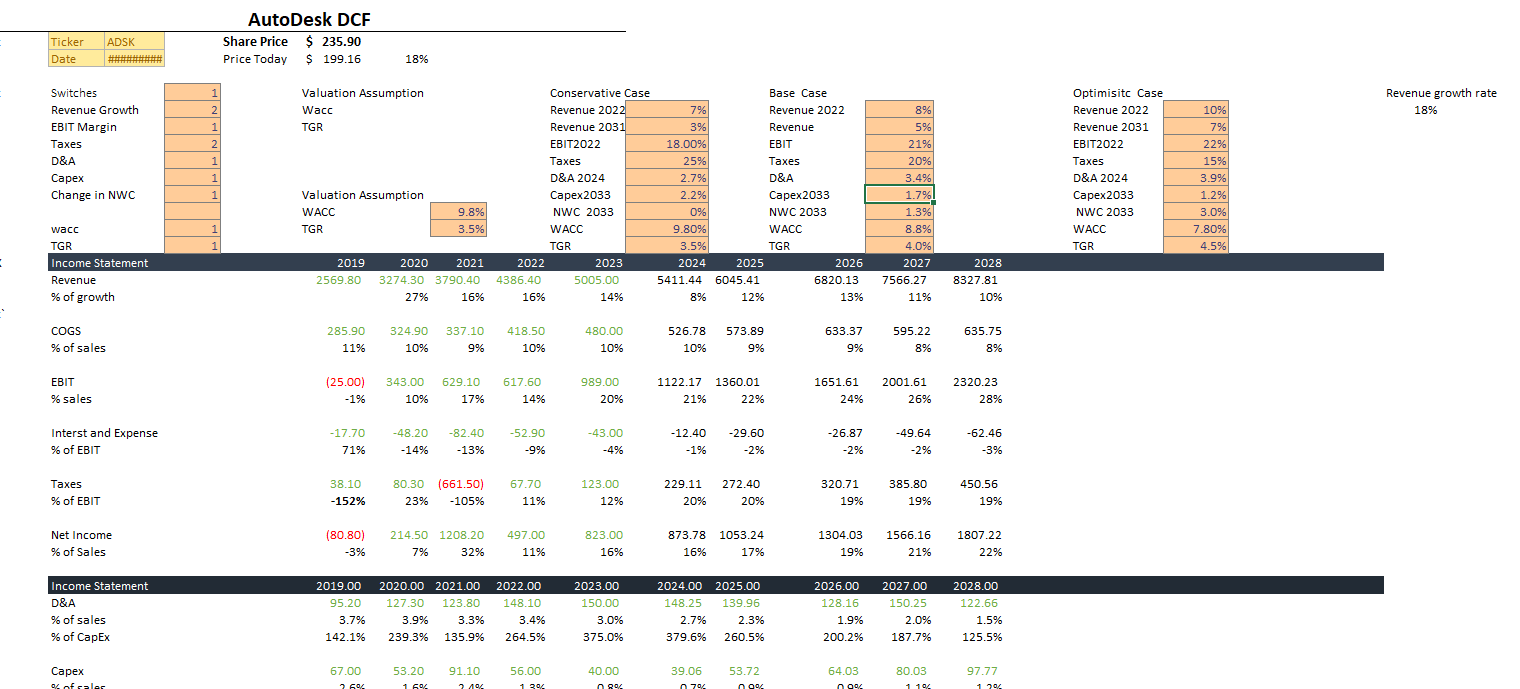 AutoDesk DCF
Ticker ADSK Share Price $ 235.90
Date ######### Price Today $ 199.16 18%
Switches 1 Valuation Assumption Conservative Case Base Case Optimisitc Case Revenue growth rate
Revenue Growth 2 Wacc Revenue 2022 7% Revenue 2022 8% Revenue 2022 10% 18%
EBIT Margin 1 TGR Revenue 2031 3% Revenue 5% Revenue 2031 7%
Taxes 2 EBIT2022 18.00% EBIT 21% EBIT2022 22%
D&A 1 Taxes 25% Taxes 20% Taxes 15%
Capex 1 D&A 2024 2.7% D&A 3.4% D&A 2024 3.9%
Change in NWC 1 Valuation Assumption Capex2033 2.2% Capex2033 1.7% Capex2033 1.2%
WACC 9.8% NWC 2033 0% NWC 2033 1.3% NWC 2033 3.0%
wacc 1 TGR 3.5% WACC 9.80% WACC 8.8% WACC 7.80%
TGR 1 TGR 3.5% TGR 4.0% TGR 4.5%
Income Statement 2019 2020 2021 2022 2023 2024 2025 2026 2027 2028
Revenue 2569.80 3274.30 3790.40 4386.40 5005.00 5411.44 6045.41 6820.13 7566.27 8327.81
% of growth 27% 16% 16% 14% 8% 12% 13% 11% 10%
COGS 285.90 324.90 337.10 418.50 480.00 526.78 573.89 633.37 595.22 635.75
% of sales 11% 10% 9% 10% 10% 10% 9% 9% 8% 8%
EBIT (25.00) 343.00 629.10 617.60 989.00 1122.17 1360.01 1651.61 2001.61 2320.23
% sales -1% 10% 17% 14% 20% 21% 22% 24% 26% 28%
Interst and Expense -17.70 -48.20 -82.40 -52.90 -43.00 -12.40 -29.60 -26.87 -49.64 -62.46
% of EBIT 71% -14% -13% -9% -4% -1% -2% -2% -2% -3%
Taxes 38.10 80.30 (661.50) 67.70 123.00 229.11 272.40 320.71 385.80 450.56
% of EBIT -152% 23% -105% 11% 12% 20% 20% 19% 19% 19%
Net Income (80.80) 214.50 1208.20 497.00 823.00 873.78 1053.24 1304.03 1566.16 1807.22
% of Sales -3% 7% 32% 11% 16% 16% 17% 19% 21% 22%
Income Statement 2019.00 2020.00 2021.00 2022.00 2023.00 2024.00 2025.00 2026.00 2027.00 2028.00
D&A 95.20 127.30 123.80 148.10 150.00 148.25 139.96 128.16 150.25 122.66
% of sales 3.7% 3.9% 3.3% 3.4% 3.0% 2.7% 2.3% 1.9% 2.0% 1.5%
% of CapEx 142.1% 239.3% 135.9% 264.5% 375.0% 379.6% 260.5% 200.2% 187.7% 125.5%
Capex 67.00 53.20 91.10 56.00 40.00 39.06 53.72 64.03 80.03 97.77
% of sales 2.6% 1.6% 2.4% 1.3% 0.8% 0.7% 0.9% 0.9% 1.1% 1.2%